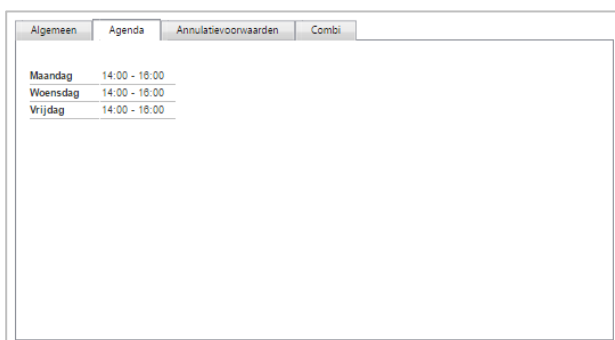 Algemeen Agenda Annulatievoorwaarden Combi
Maandag 14:00 - 16:00
Woensdag 14:00 - 16:00
Vrijdag 14:00 - 16:00